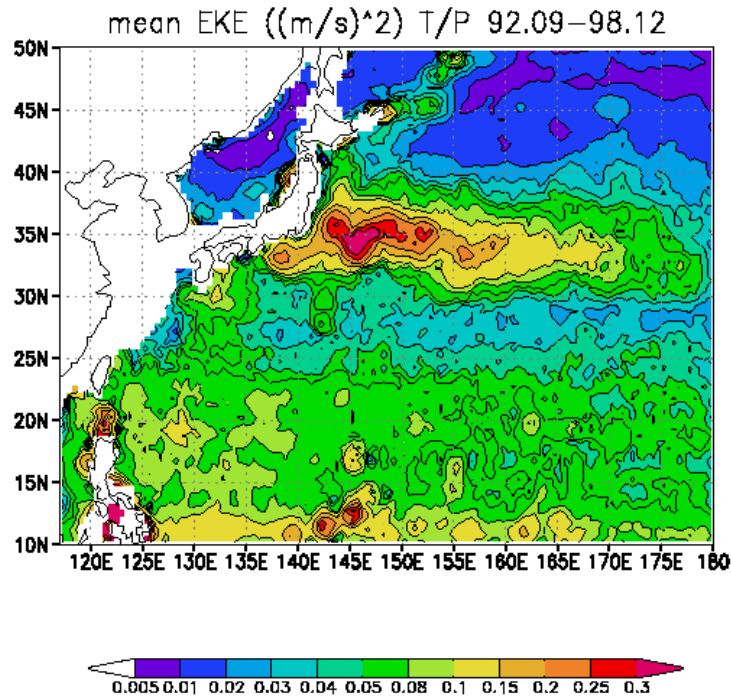 mean EKE ((m/s)^2) T/P 92.09−98.12
50N
45N
40N
35N
30N
25N
20N
15N
10N
120E 125E 130E 135E 140E 145E 150E 155E 160E 165E 170E 175E 180
0.005 0.01 0.02 0.03 0.04 0.05 0.08 0.1 0.15 0.2 0.25 0.3